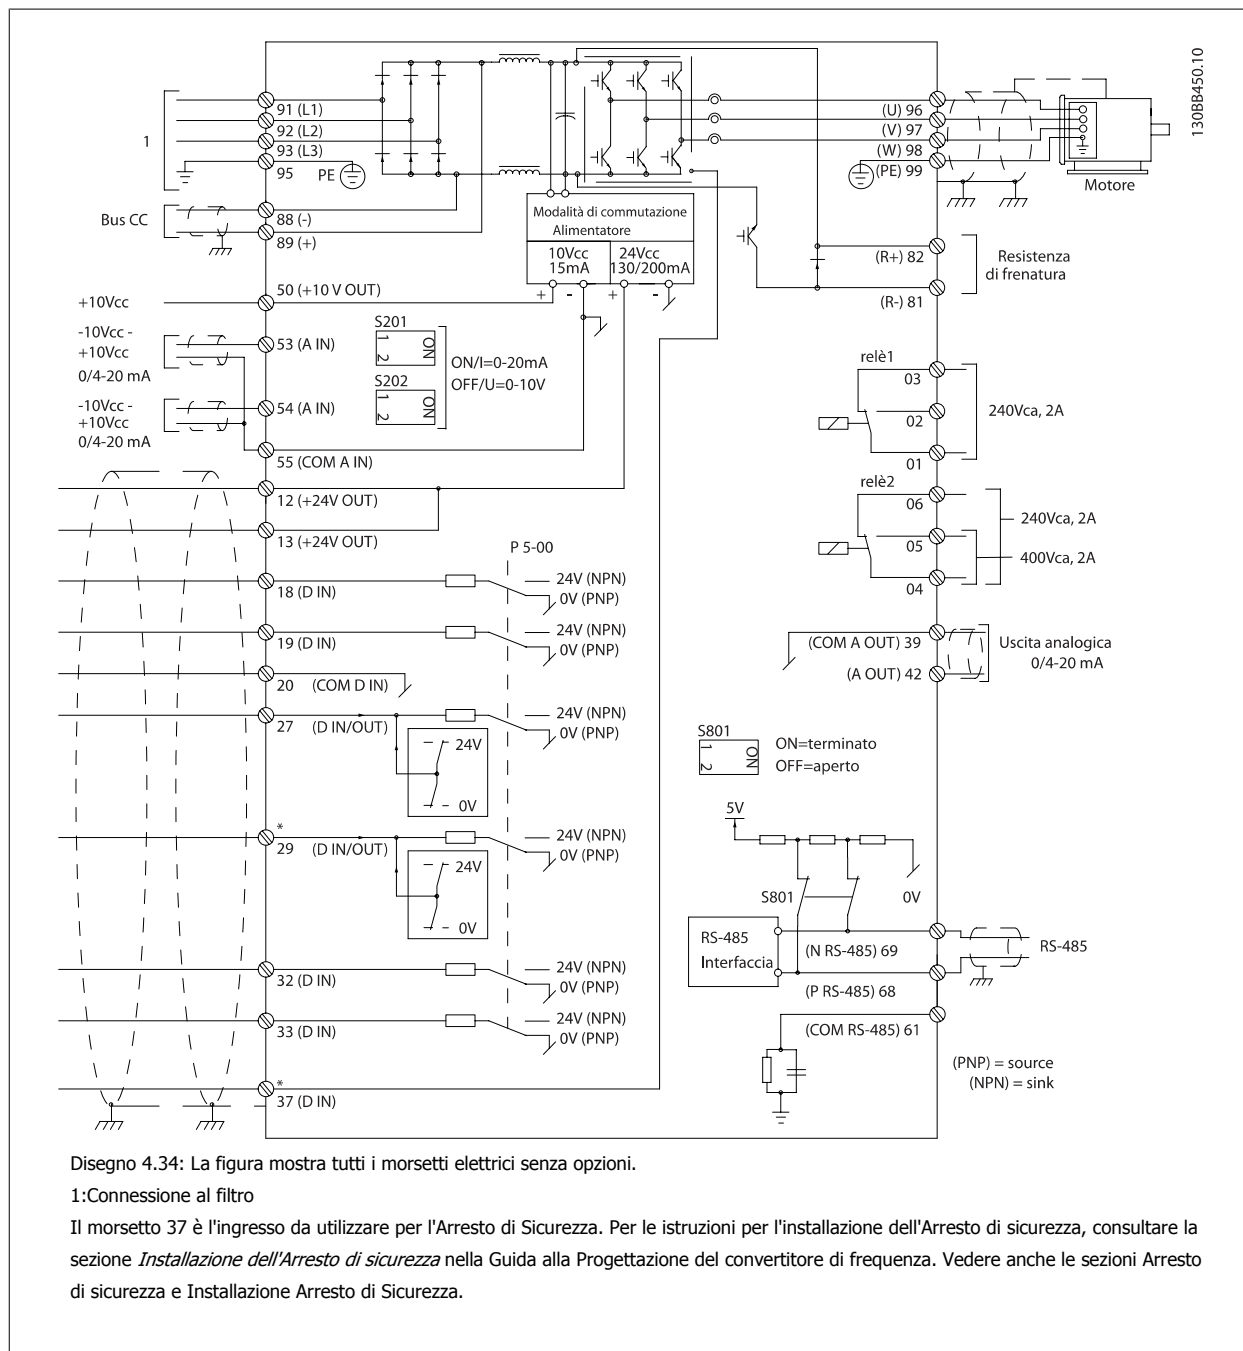 130BB450.10
1
91 (L1)
92 (L2)
93 (L3)
95
PE
Bus CC
88 (-)
89 (+)
Modalità di commutazione
Alimentatore
10Vcc
15mA
24Vcc
130/200mA
+ - + -
(U) 96
(V) 97
(W) 98
(PE) 99
Motore
(R+) 82
(R-) 81
Resistenza
di frenatura
+10Vcc
50 (+10 V OUT)
-10Vcc -
+10Vcc
0/4-20 mA
53 (A IN)
-10Vcc -
+10Vcc
0/4-20 mA
54 (A IN)
55 (COM A IN)
S201
1
2
ON
S202
1
2
ON
ON/I=0-20mA
OFF/U=0-10V
relè1
03
02
01
240Vca, 2A
relè2
06
05
04
240Vca, 2A
400Vca, 2A
12 (+24V OUT)
13 (+24V OUT)
P 5-00
18 (D IN)
24V (NPN)
0V (PNP)
19 (D IN)
24V (NPN)
0V (PNP)
20 (COM D IN)
27 (D IN/OUT)
24V (NPN)
0V (PNP)
24V
0V
*
29 (D IN/OUT)
24V (NPN)
0V (PNP)
24V
0V
32 (D IN)
24V (NPN)
0V (PNP)
33 (D IN)
24V (NPN)
0V (PNP)
*
37 (D IN)
(COM A OUT) 39
(A OUT) 42
Uscita analogica
0/4-20 mA
S801
1
2
ON
ON=terminato
OFF=aperto
5V
S801
0V
RS-485
Interfaccia
(N RS-485) 69
(P RS-485) 68
RS-485
(COM RS-485) 61
(PNP) = source
(NPN) = sink
Disegno 4.34: La figura mostra tutti i morsetti elettrici senza opzioni.
1:Connessione al filtro
Il morsetto 37 è l'ingresso da utilizzare per l'Arresto di Sicurezza. Per le istruzioni per l'installazione dell'Arresto di sicurezza, consultare la
sezione Installazione dell'Arresto di sicurezza nella Guida alla Progettazione del convertitore di frequenza. Vedere anche le sezioni Arresto
di sicurezza e Installazione Arresto di Sicurezza.